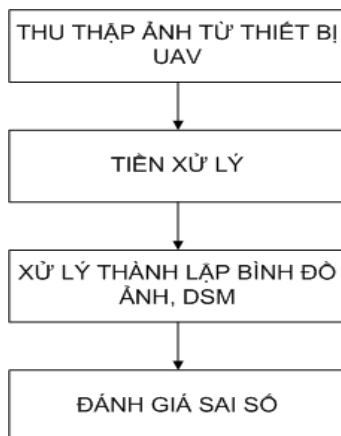 THU THẬP ẢNH TỪ THIẾT BỊ
UAV
TIỀN XỬ LÝ
XỬ LÝ THÀNH LẬP BÌNH ĐỒ
ẢNH, DSM
ĐÁNH GIÁ SAI SỐ